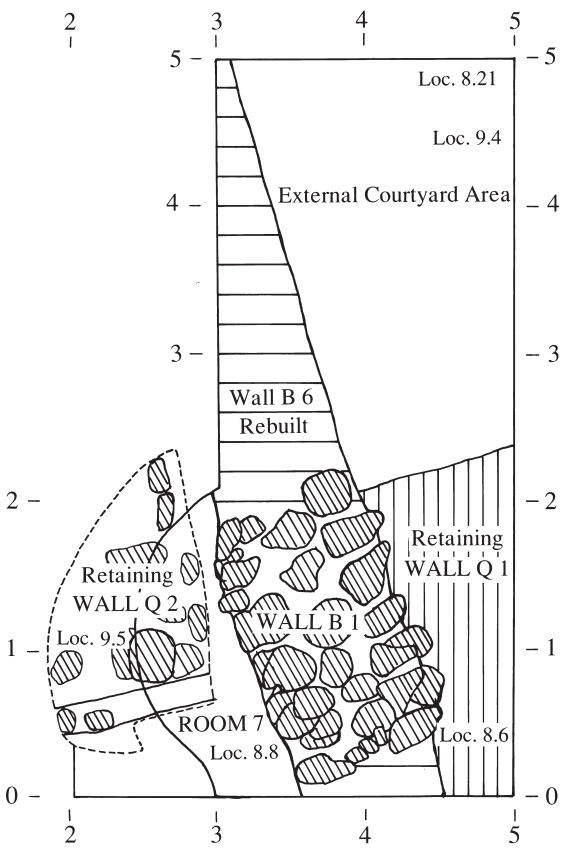 2 3 4 5
5 5
Loc. 8.21
Loc. 9.4
External Courtyard Area
4 4
3 3
Wall B 6
Rebuilt
2 2
Retaining
WALL Q 1
Retaining
WALL Q 2
WALL B 1
Loc. 9.5
1 1
ROOM 7
Loc. 8.6
Loc. 8.8
0 0
2 3 4 5